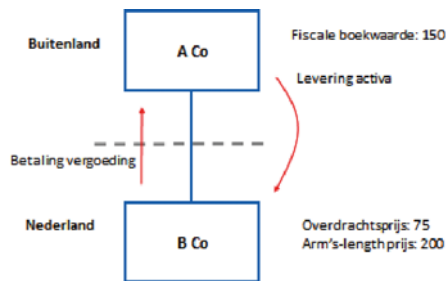 Buitenland
A Co
Fiscale boekwaarde: 150
Levering activa
Betaling vergoeding
Nederland
B Co
Overdrachtsprijs: 75
Arm's-length prijs: 200